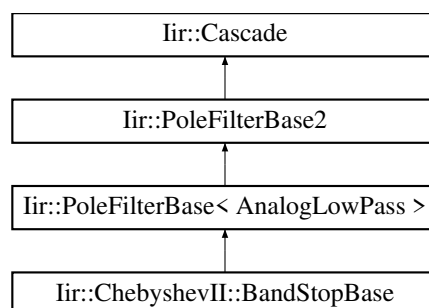 Iir::Cascade
Iir::PoleFilterBase2
Iir::PoleFilterBase< AnalogLowPass >
Iir::ChebyshevII::BandStopBase